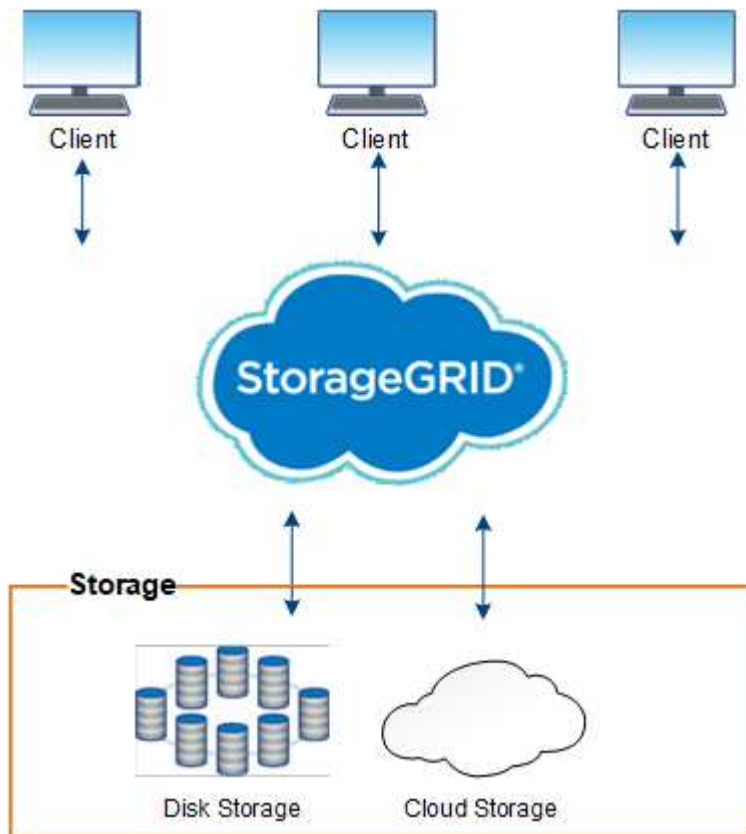 Client
Client
Client
StorageGRID®
Storage
Disk Storage
Cloud Storage